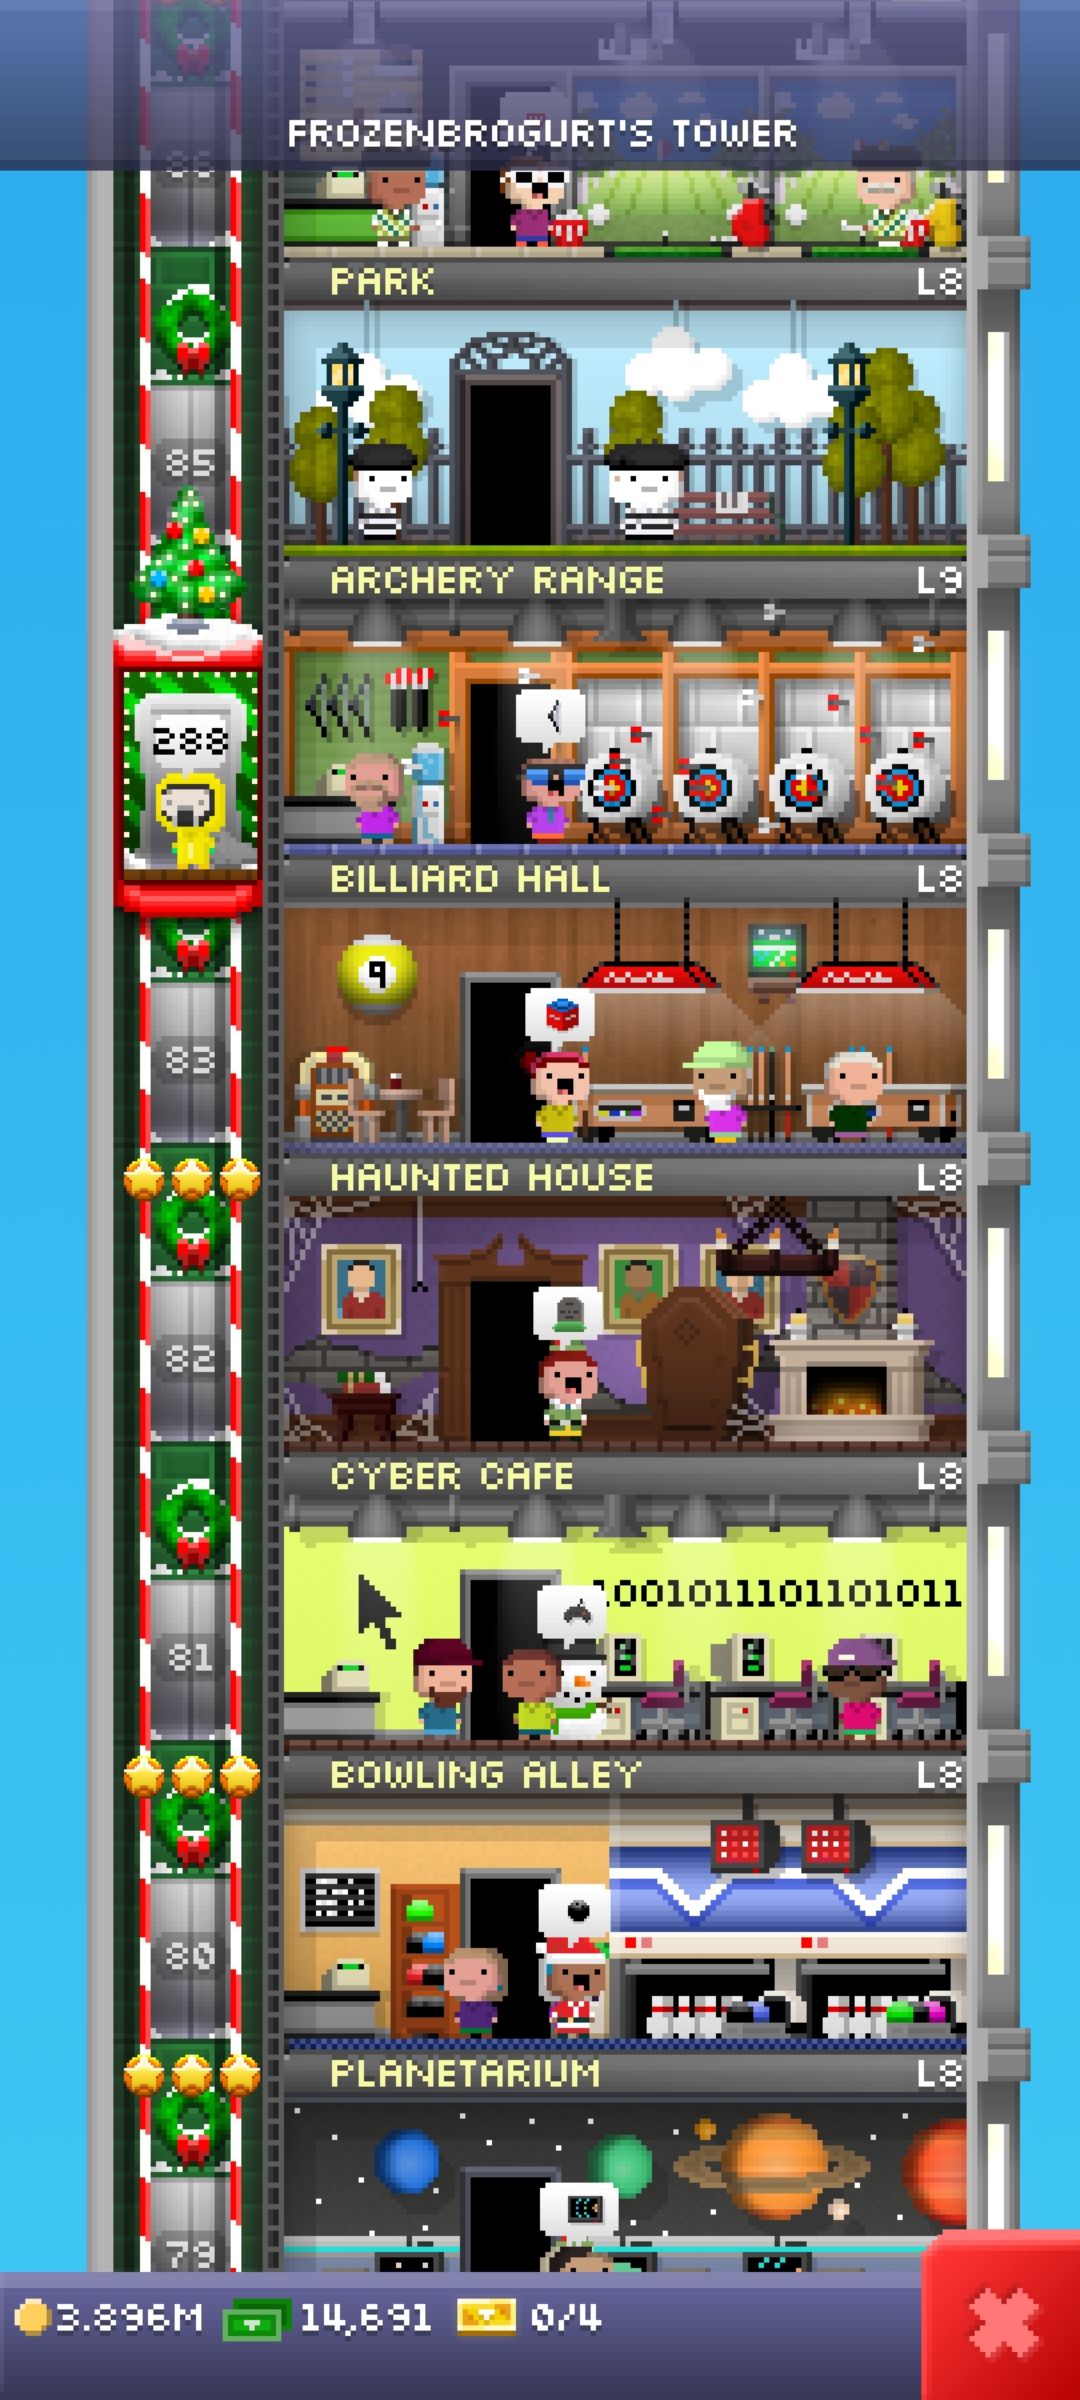 FROZENBROGURT'S TOWER
86
PARK L8
85
ARCHERY RANGE L9
288
BILLIARD HALL L8
9
83
HAUNTED HOUSE L8
82
CYBER CAFE L8
1001011101101011
81
BOWLING ALLEY L8
80
PLANETARIUM L8
79
3.896M 14,691 0/4